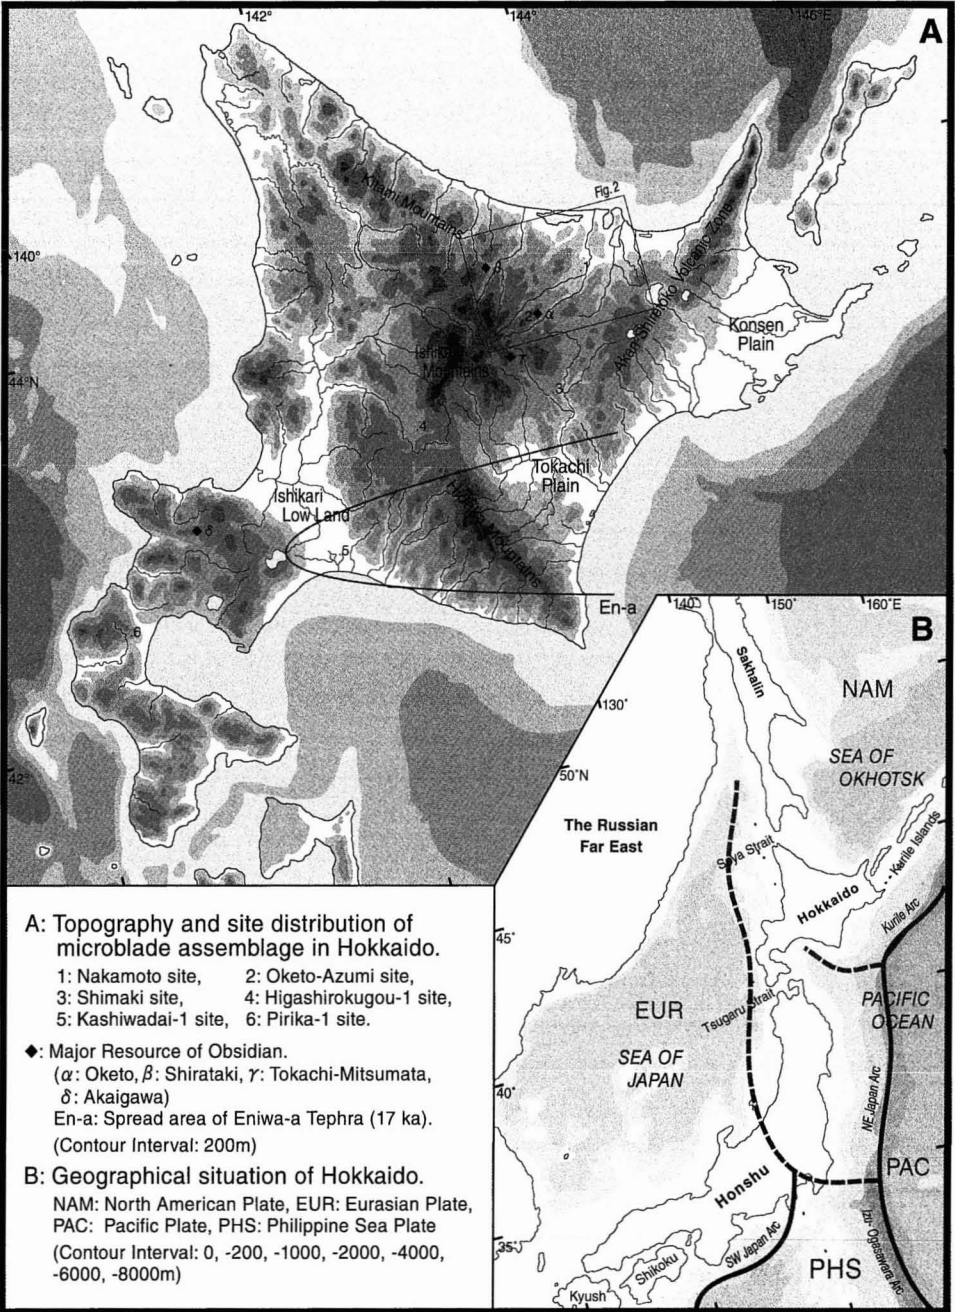 142°
144°
146°E
A
Fig.2
Kitami Mountains
140°
β
1
2
α
Akan-Shiretoko Volcanic Zone
Konsen
Plain
44°N
Mountains
γ
3
4
Tokachi
Plain
Ishikari
Low Land
Mountains
δ
5
En-a
6
42°
140°
150°
160°E
B
Sakhalin
NAM
130°
SEA OF
OKHOTSK
50°N
The Russian
Far East
Soya Strait
Kurile Islands
Hokkaido
Kurile Arc
45°
EUR
Tsugaru Strait
PACIFIC
OCEAN
SEA OF
JAPAN
40°
NE Japan Arc
PAC
Honshu
35°
SW Japan Arc
Izu-Ogasawara Arc
Shikoku
PHS
Kyush
A: Topography and site distribution of
microblade assemblage in Hokkaido.
1: Nakamoto site, 2: Oketo-Azumi site,
3: Shimaki site, 4: Higashirokugou-1 site,
5: Kashiwadai-1 site, 6: Pirika-1 site.
◆: Major Resource of Obsidian.
(α: Oketo, β: Shirataki, γ: Tokachi-Mitsumata,
δ: Akaigawa)
En-a: Spread area of Eniwa-a Tephra (17 ka).
(Contour Interval: 200m)
B: Geographical situation of Hokkaido.
NAM: North American Plate, EUR: Eurasian Plate,
PAC: Pacific Plate, PHS: Philippine Sea Plate
(Contour Interval: 0, -200, -1000, -2000, -4000,
-6000, -8000m)